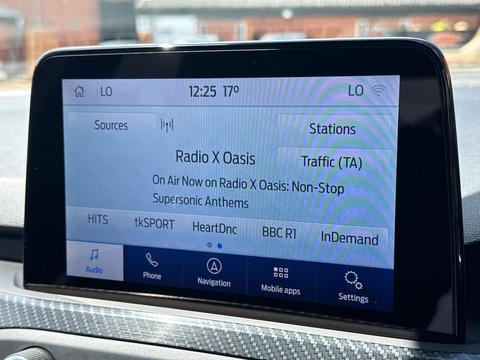 LO 12:25 17° LO
Sources Stations
Radio X Oasis Traffic (TA)
On Air Now on Radio X Oasis: Non-Stop
Supersonic Anthems
HITS tkSPORT HeartDnc BBC R1 InDemand
Audio Phone Navigation Mobile apps Settings